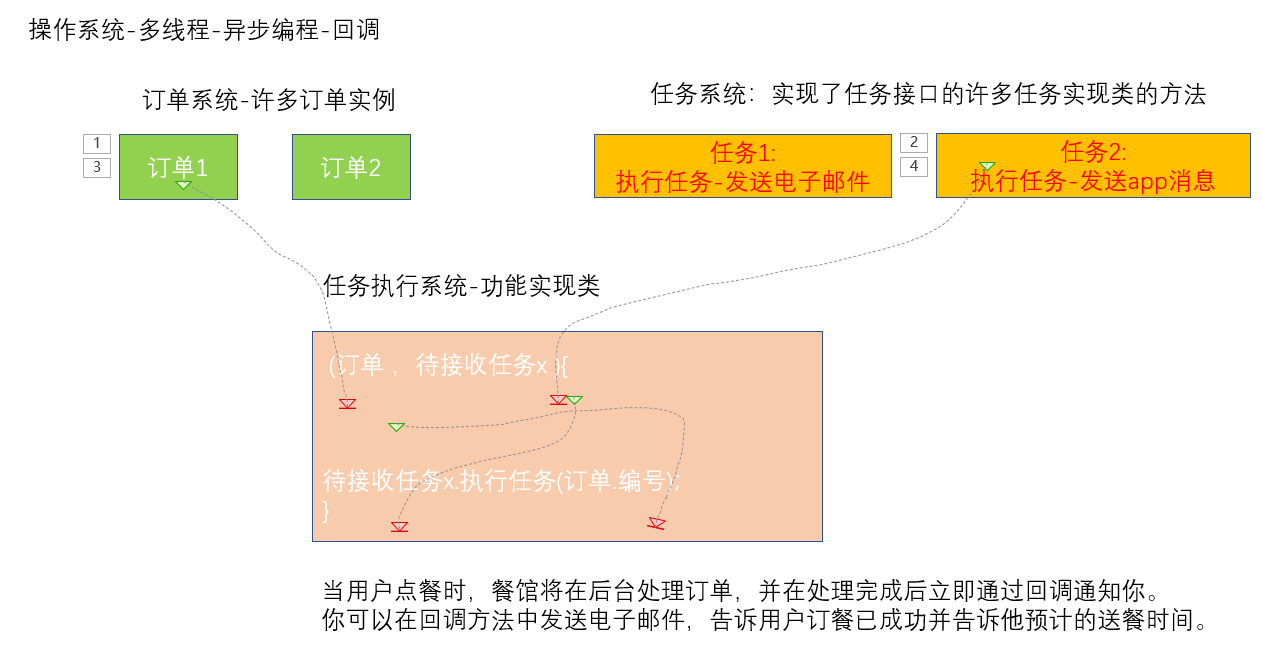 操作系统-多线程-异步编程-回调
订单系统-许多订单实例
任务系统：实现了任务接口的许多任务实现类的方法
1
3
订单1
订单2
任务1:
执行任务-发送电子邮件
2
4
任务2:
执行任务-发送app消息
任务执行系统-功能实现类
(订单 ，待接收任务x ){
待接收任务x.执行任务(订单.编号);
}
当用户点餐时，餐馆将在后台处理订单，并在处理完成后立即通过回调通知你。
你可以在回调方法中发送电子邮件，告诉用户订餐已成功并告诉他预计的送餐时间。